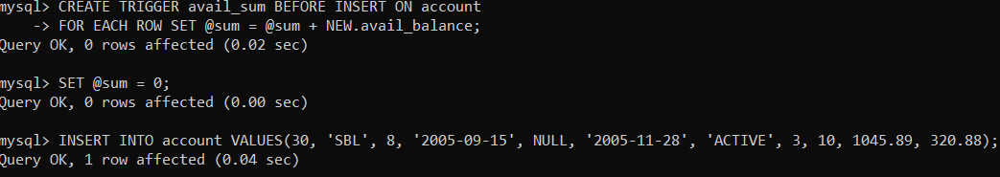 mysql> CREATE TRIGGER avail_sum BEFORE INSERT ON account
    -> FOR EACH ROW SET @sum = @sum + NEW.avail_balance;
Query OK, 0 rows affected (0.02 sec)
mysql> SET @sum = 0;
Query OK, 0 rows affected (0.00 sec)
mysql> INSERT INTO account VALUES(30, 'SBL', 8, '2005-09-15', NULL, '2005-11-28', 'ACTIVE', 3, 10, 1045.89, 320.88);
Query OK, 1 row affected (0.04 sec)